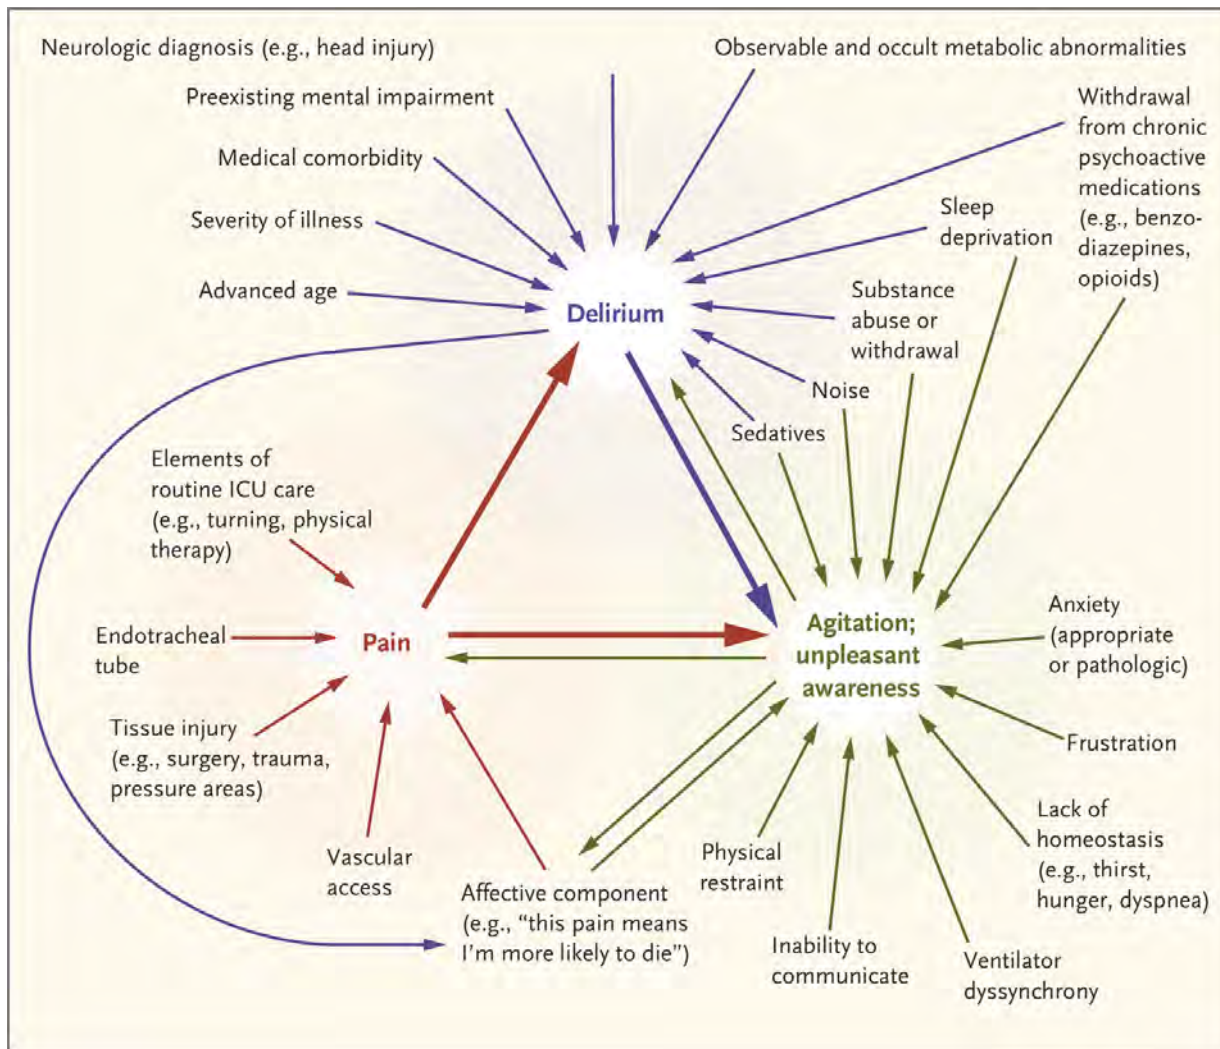 Neurologic diagnosis (e.g., head injury)
Observable and occult metabolic abnormalities
Preexisting mental impairment
Withdrawal
from chronic
psychoactive
medications
(e.g., benzo-
diazepines,
opioids)
Medical comorbidity
Severity of illness
Sleep
deprivation
Advanced age
Delirium
Substance
abuse or
withdrawal
Noise
Sedatives
Elements of
routine ICU care
(e.g., turning, physical
therapy)
Endotracheal
tube
Pain
Agitation;
unpleasant
awareness
Anxiety
(appropriate
or pathologic)
Tissue injury
(e.g., surgery, trauma,
pressure areas)
Frustration
Vascular
access
Affective component
(e.g., “this pain means
I’m more likely to die”)
Physical
restraint
Lack of
homeostasis
(e.g., thirst,
hunger, dyspnea)
Inability to
communicate
Ventilator
dyssynchrony